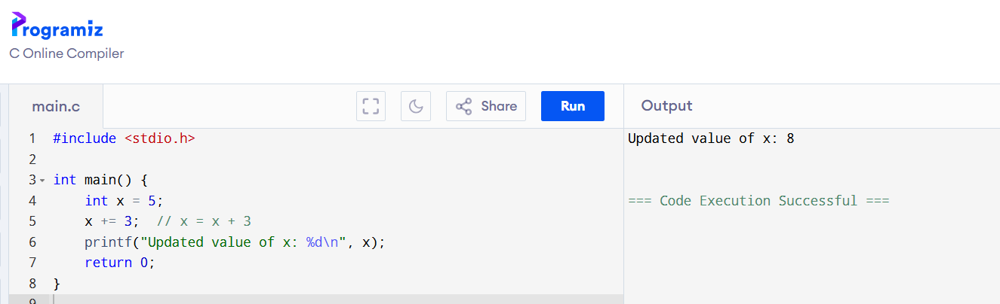 Programiz
C Online Compiler
main.c
Share
Run
Output
1 #include <stdio.h>
2
3 int main() {
4     int x = 5;
5     x += 3;  // x = x + 3
6     printf("Updated value of x: %d\n", x);
7     return 0;
8 }
9
Updated value of x: 8
=== Code Execution Successful ===